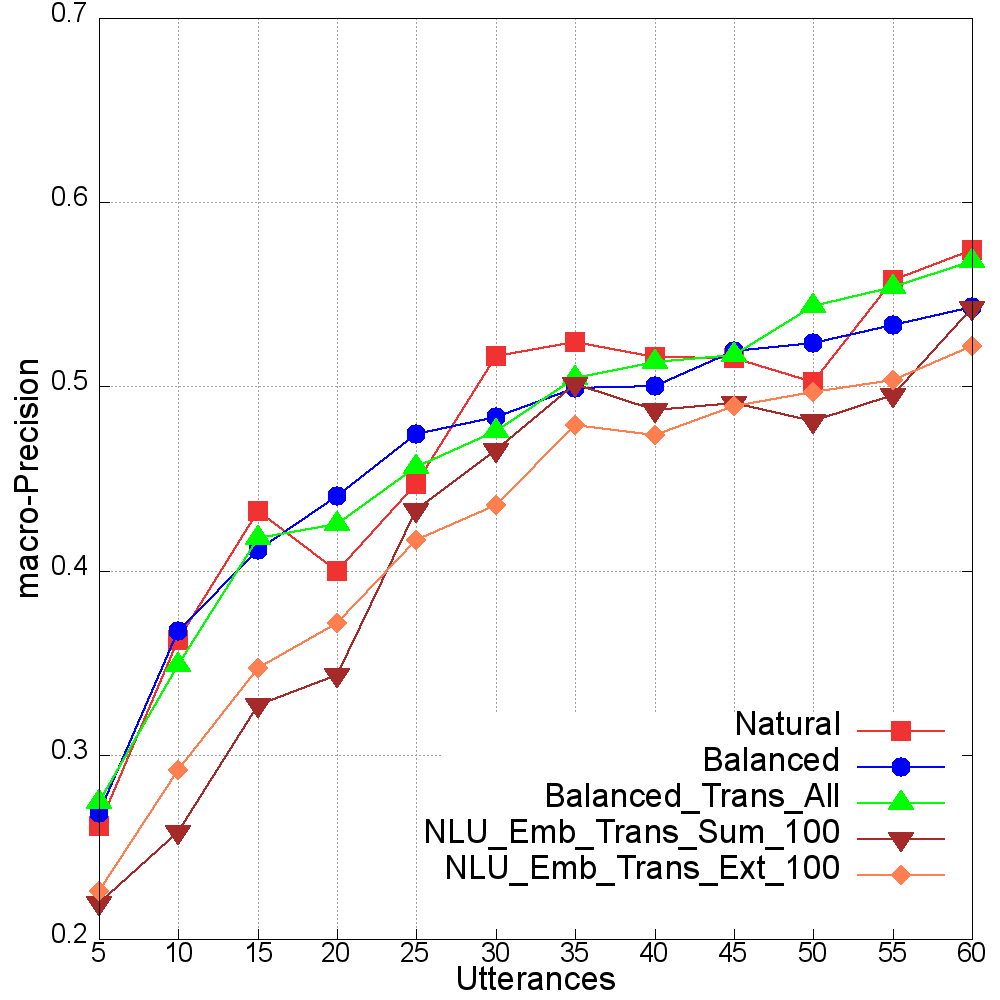 0.7
0.6
0.5
0.4
0.3
0.2
macro-Precision
Natural
Balanced
Balanced_Trans_All
NLU_Emb_Trans_Sum_100
NLU_Emb_Trans_Ext_100
5 10 15 20 25 30 35 40 45 50 55 60
Utterances